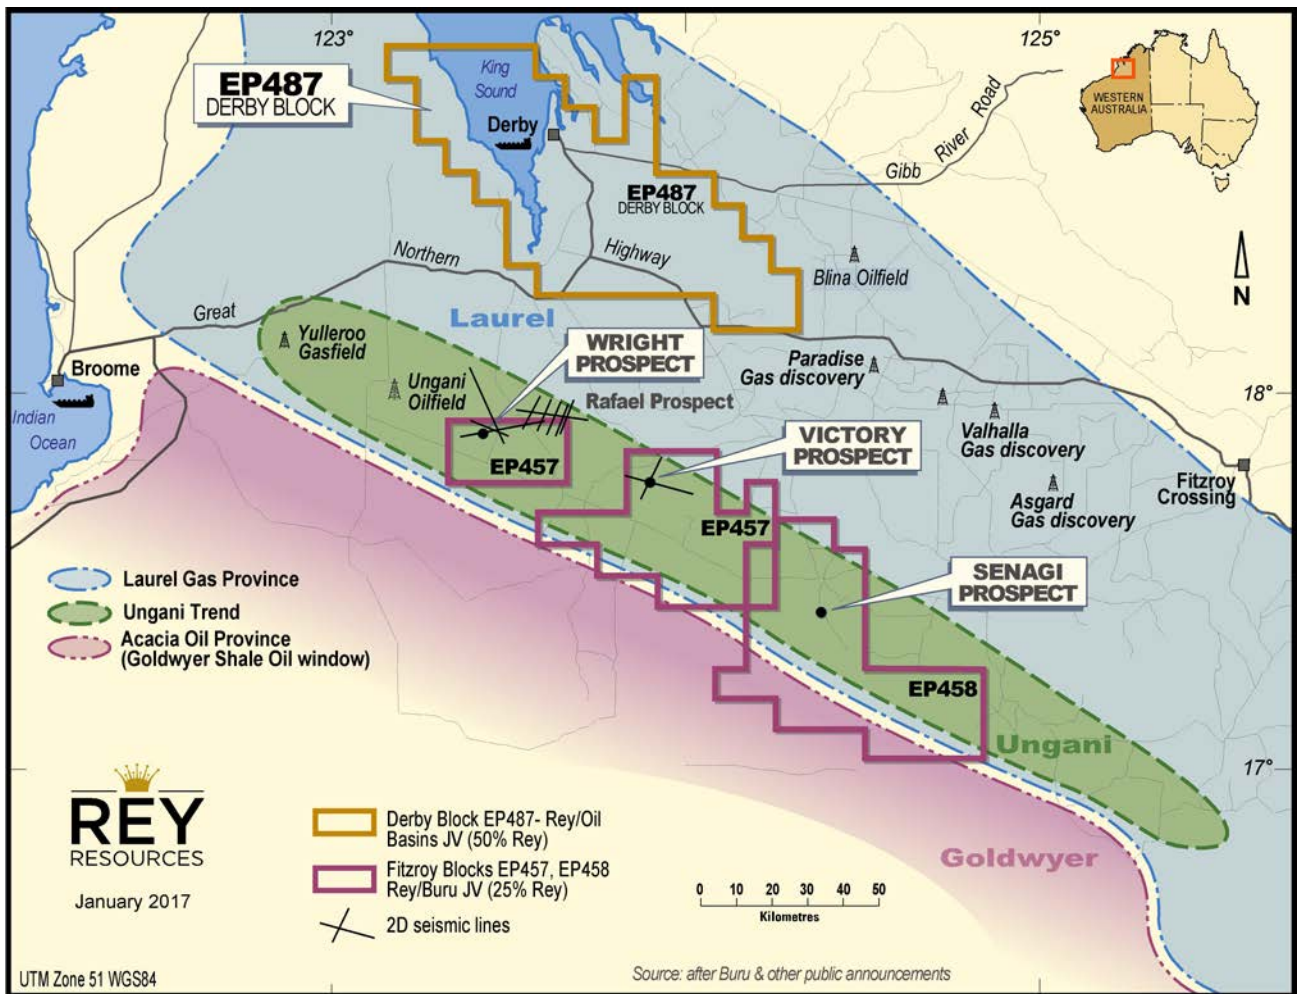 123°
125°
EP487
DERBY BLOCK
King
Sound
Derby
Gibb River Road
WESTERN
AUSTRALIA
EP487
DERBY BLOCK
Great Northern Highway
Blina Oilfield
N
Laurel
Yulleroo
Gasfield
WRIGHT
PROSPECT
Paradise
Gas discovery
Broome
Ungani
Oilfield
Rafael Prospect
18°
Indian
Ocean
VICTORY
PROSPECT
Valhalla
Gas discovery
EP457
Fitzroy
Crossing
Asgard
Gas discovery
EP457
Laurel Gas Province
Ungani Trend
Acacia Oil Province
(Goldwyer Shale Oil window)
SENAGI
PROSPECT
EP458
Ungani
17°
REY
RESOURCES
January 2017
Derby Block EP487- Rey/Oil
Basins JV (50% Rey)
Fitzroy Blocks EP457, EP458
Rey/Buru JV (25% Rey)
2D seismic lines
Goldwyer
0 10 20 30 40 50
Kilometres
UTM Zone 51 WGS84
Source: after Buru & other public announcements